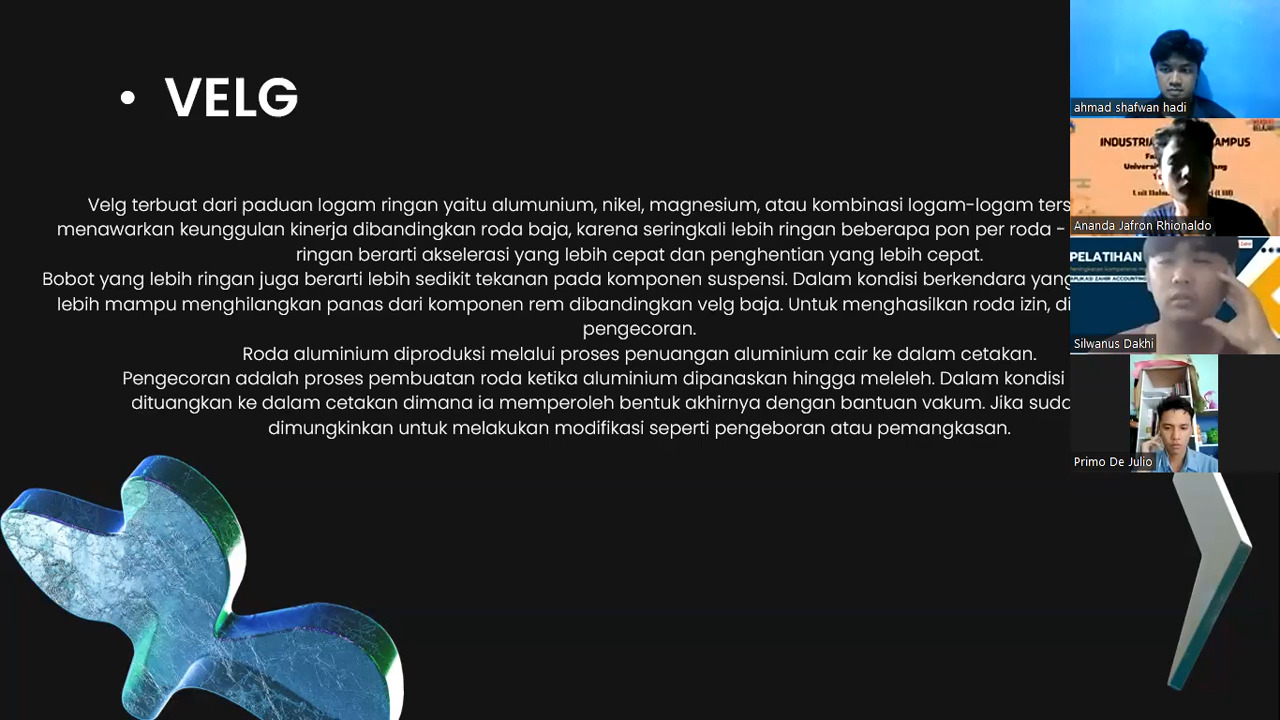 • VELG
Velg terbuat dari paduan logam ringan yaitu alumunium, nikel, magnesium, atau kombinasi logam-logam ters
menawarkan keunggulan kinerja dibandingkan roda baja, karena seringkali lebih ringan beberapa pon per roda -
ringan berarti akselerasi yang lebih cepat dan penghentian yang lebih cepat.
Bobot yang lebih ringan juga berarti lebih sedikit tekanan pada komponen suspensi. Dalam kondisi berkendara yang
lebih mampu menghilangkan panas dari komponen rem dibandingkan velg baja. Untuk menghasilkan roda izin, di
pengecoran.
Roda aluminium diproduksi melalui proses penuangan aluminium cair ke dalam cetakan.
Pengecoran adalah proses pembuatan roda ketika aluminium dipanaskan hingga meleleh. Dalam kondisi
dituangkan ke dalam cetakan dimana ia memperoleh bentuk akhirnya dengan bantuan vakum. Jika suda
dimungkinkan untuk melakukan modifikasi seperti pengeboran atau pemangkasan.
ahmad shafwan hadi
INDUSTRIA AMPUS
Ananda Jafron Rhionaldo
PELATIHAN
APLIKASI ZAHIR ACCOUNTING
Silwanus Dakhi
Primo De Julio